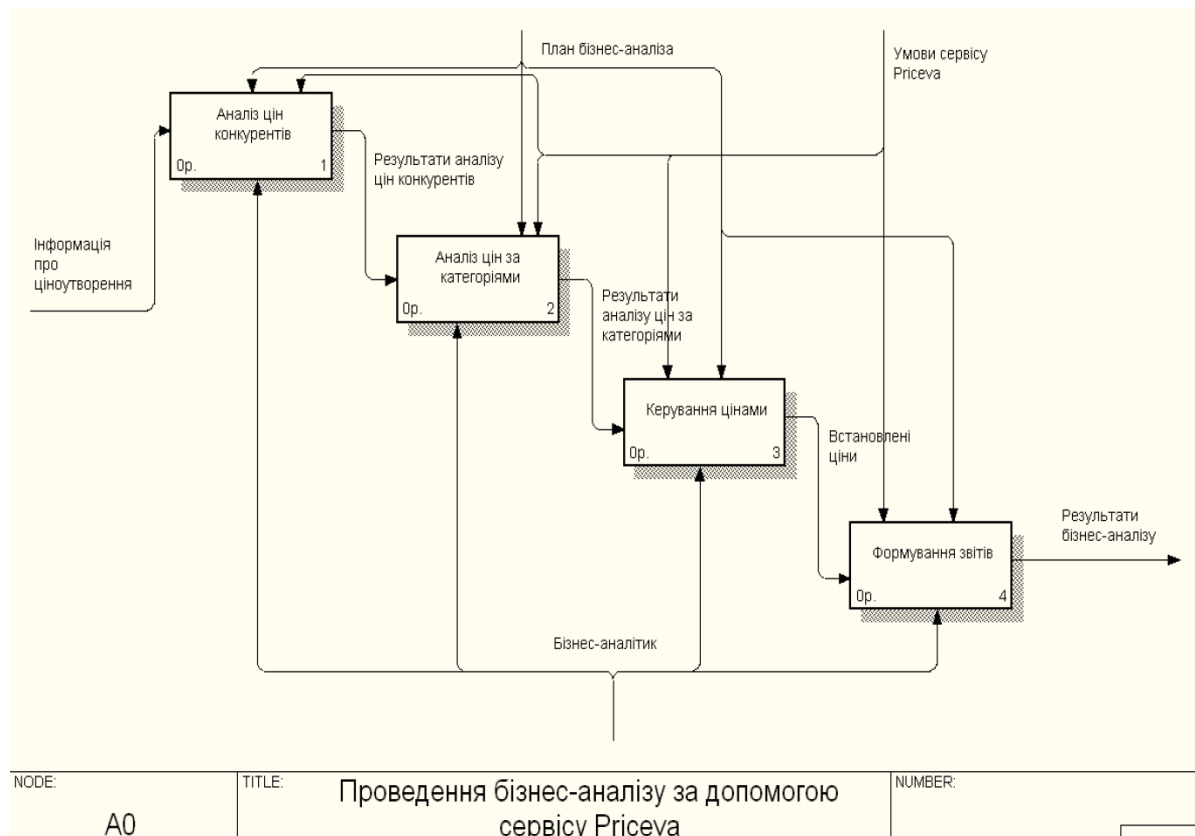 План бізнес-аналіза
Умови сервісу
Priceva
Аналіз цін
конкурентів
0р.
1
Результати аналізу
цін конкурентів
Інформація
про
ціноутворення
Аналіз цін за
категоріями
0р.
2
Результати
аналізу цін за
категоріями
Керування цінами
0р.
3
Встановлені
ціни
Формування звітів
0р.
4
Результати
бізнес-аналізу
Бізнес-аналітик
NODE:
A0
TITLE:
Проведення бізнес-аналізу за допомогою
сервісу Priceva
NUMBER: